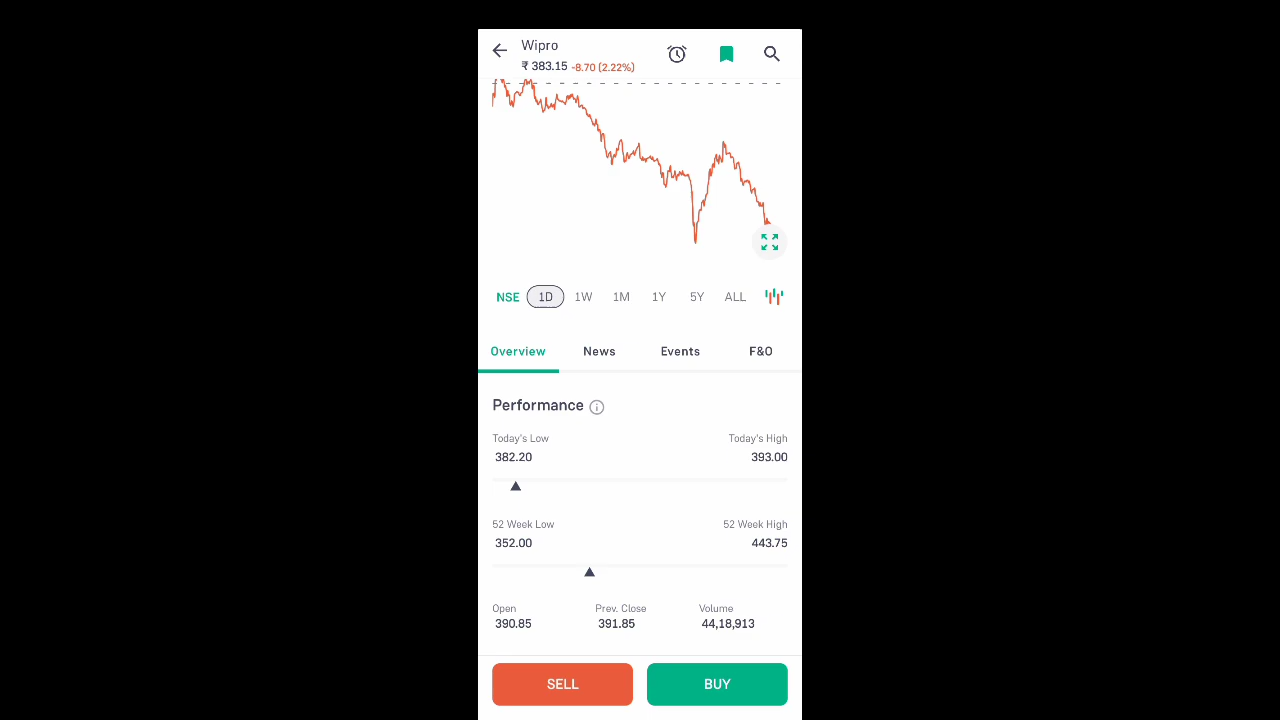 Wipro
₹ 383.15 -8.70 (2.22%)
NSE 1D 1W 1M 1Y 5Y ALL
Overview News Events F&O
Performance
Today's Low Today's High
382.20 393.00
52 Week Low 52 Week High
352.00 443.75
Open Prev. Close Volume
390.85 391.85 44,18,913
SELL BUY